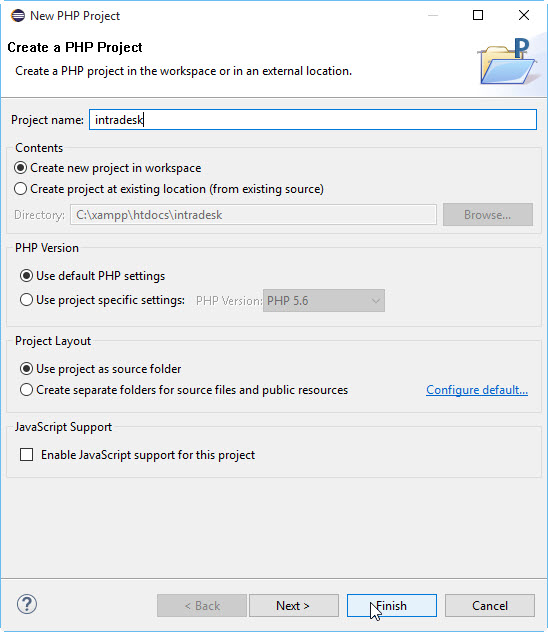 New PHP Project
Create a PHP Project
Create a PHP project in the workspace or in an external location.
P
Project name: intradesk
Contents
Create new project in workspace
Create project at existing location (from existing source)
Directory: C:\xampp\htdocs\intradesk Browse...
PHP Version
Use default PHP settings
Use project specific settings: PHP Version: PHP 5.6
Project Layout
Use project as source folder
Create separate folders for source files and public resources Configure default...
JavaScript Support
Enable JavaScript support for this project
? < Back Next > Finish Cancel